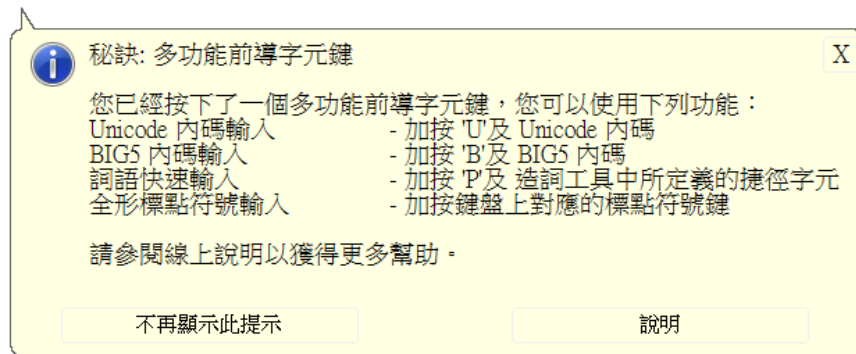 秘訣: 多功能前導字元鍵
X
您已經按下了一個多功能前導字元鍵，您可以使用下列功能：
Unicode 內碼輸入 - 加按 'U'及 Unicode 內碼
BIG5 內碼輸入 - 加按 'B'及 BIG5 內碼
詞語快速輸入 - 加按 'P'及 造詞工具中所定義的捷徑字元
全形標點符號輸入 - 加按鍵盤上對應的標點符號鍵
請參閱線上說明以獲得更多幫助。
不再顯示此提示
說明